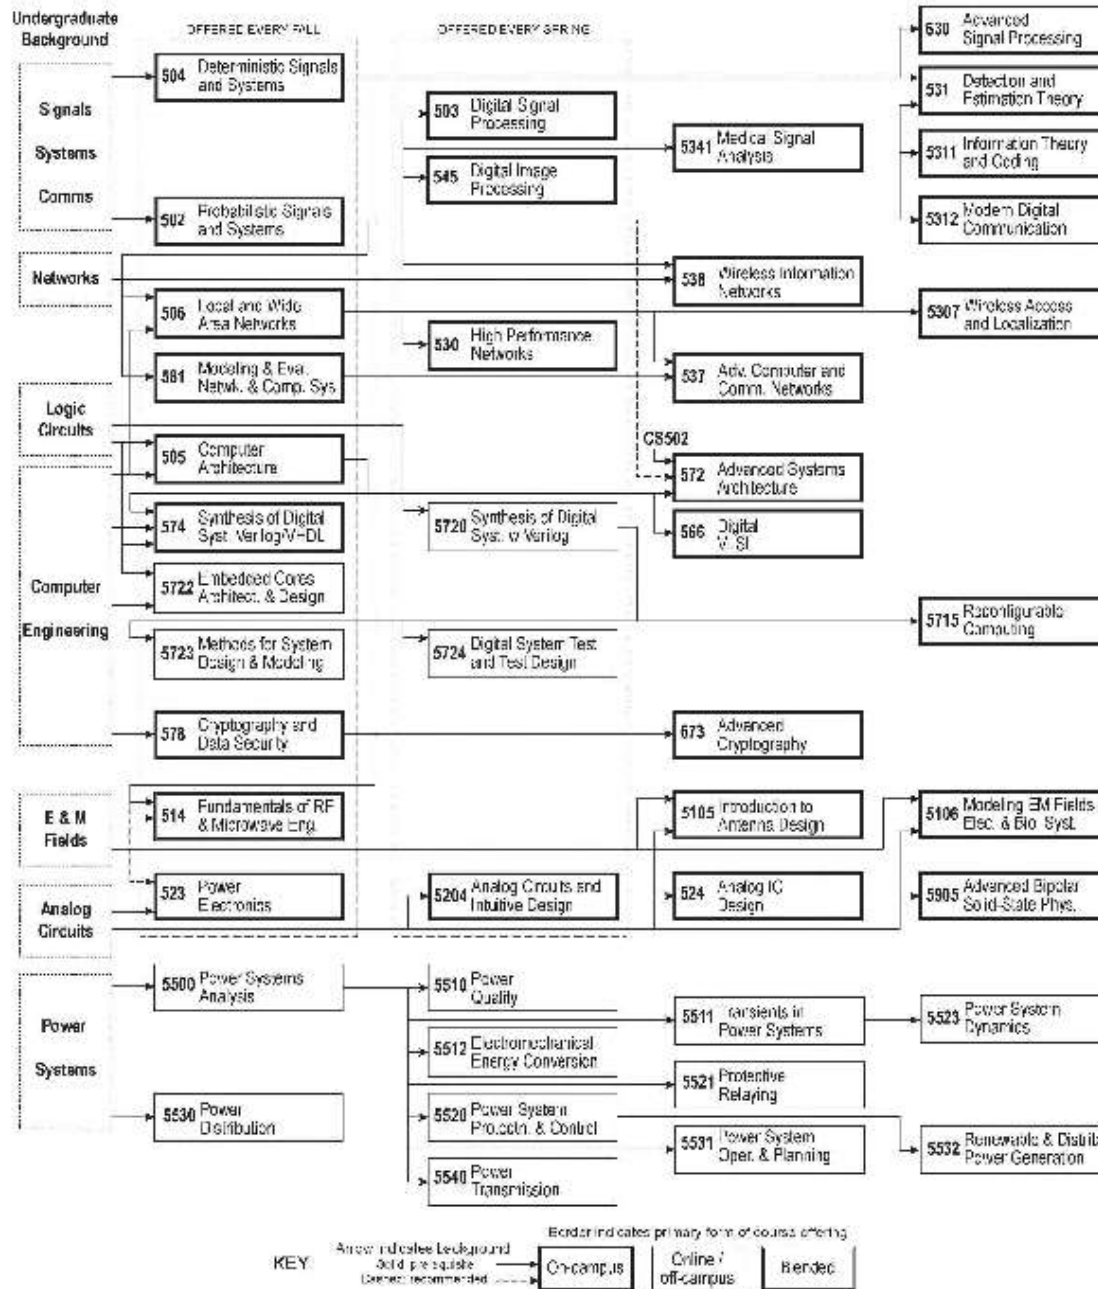 Undergraduate
Background
OFFERED EVERY FALL
OFFERED EVERY SPRING
Signals
Systems
Comms
Networks
Logic
Circuits
Computer
Engineering
E & M
Fields
Analog
Circuits
Power
Systems
504 Deterministic Signals
and Systems
502 Probabilistic Signals
and Systems
506 Local and Wide
Area Networks
581 Modeling & Eval.
Netwk. & Comp. Sys
505 Computer
Architecture
574 Synthesis of Digital
Syst. Verilog/VHDL
5722 Embedded Cores
Architect. & Design
5723 Methods for System
Design & Modeling
578 Cryptography and
Data Security
514 Fundamentals of RF
& Microwave Eng.
523 Power
Electronics
5500 Power Systems
Analysis
5530 Power
Distribution
503 Digital Signal
Processing
545 Digital Image
Processing
530 High Performance
Networks
5720 Synthesis of Digital
Syst. w Verilog
5724 Digital System Test
and Test Design
5204 Analog Circuits and
Intuitive Design
5510 Power
Quality
5512 Electromechanical
Energy Conversion
5520 Power System
Protectn. & Control
5540 Power
Transmission
5341 Medical Signal
Analysis
538 Wireless Information
Networks
537 Adv. Computer and
Comm. Networks
CS502
572 Advanced Systems
Architecture
566 Digital
VLSI
673 Advanced
Cryptography
5105 Introduction to
Antenna Design
524 Analog IC
Design
5511 Transients in
Power Systems
5521 Protective
Relaying
5531 Power System
Oper. & Planning
630 Advanced
Signal Processing
531 Detection and
Estimation Theory
5311 Information Theory
and Coding
5312 Modern Digital
Communication
5307 Wireless Access
and Localization
5715 Reconfigurable
Computing
5106 Modeling EM Fields
Elec. & Bio. Syst.
5905 Advanced Bipolar
Solid-State Phys.
5523 Power System
Dynamics
5532 Renewable & Distrib
Power Generation
KEY
Arrow indicates background
Solid: prerequisite
Dashed: recommended
Border indicates primary form of course offering
On-campus
Online /
off-campus
Blended